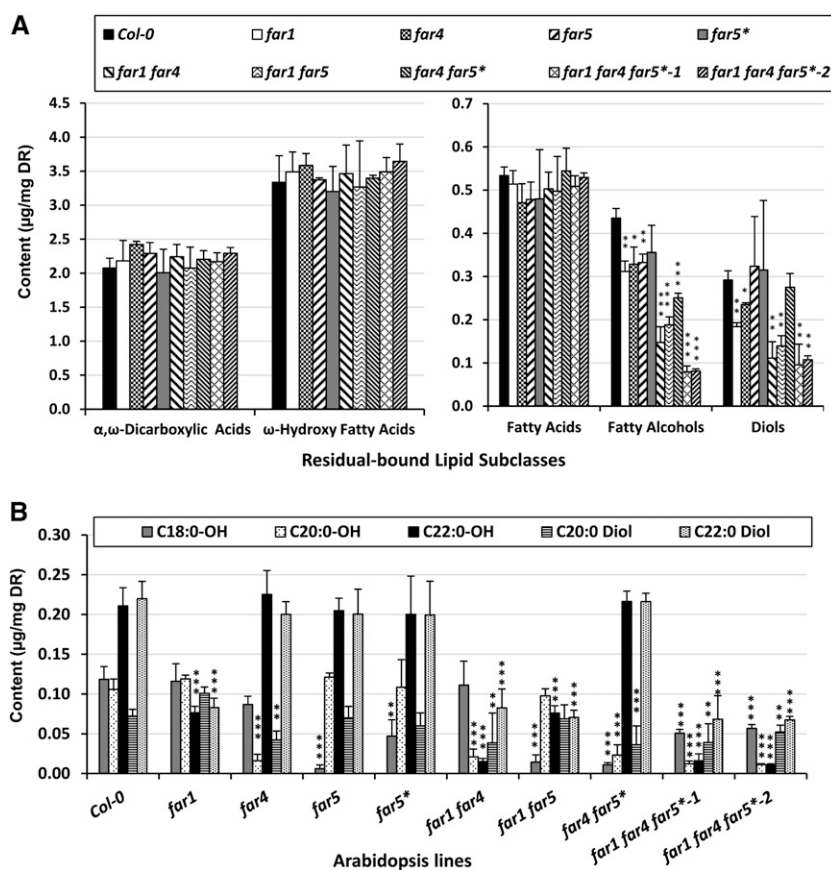 A
Col-0 far1 far4 far5 far5*
far1 far4 far1 far5 far4 far5* far1 far4 far5*-1 far1 far4 far5*-2
Content (µg/mg DR)
4.5
4.0
3.5
3.0
2.5
2.0
1.5
1.0
0.5
0.0
α,ω-Dicarboxylic Acids ω-Hydroxy Fatty Acids
0.7
0.6
0.5
0.4
0.3
0.2
0.1
0.0
** * ** *** *** *** *** ***
** * ** ** ** **
Fatty Acids Fatty Alcohols Diols
Residual-bound Lipid Subclasses
B
C18:0-OH C20:0-OH C22:0-OH C20:0 Diol C22:0 Diol
Content (µg/mg DR)
0.30
0.25
0.20
0.15
0.10
0.05
0.00
*** ***
*** **
***
**
*** *** ** ***
*** *** ***
*** ** **
*** *** *** ** **
*** *** *** ** ***
Col-0 far1 far4 far5 far5* far1 far4 far1 far5 far4 far5* far1 far4 far5*-1 far1 far4 far5*-2
Arabidopsis lines